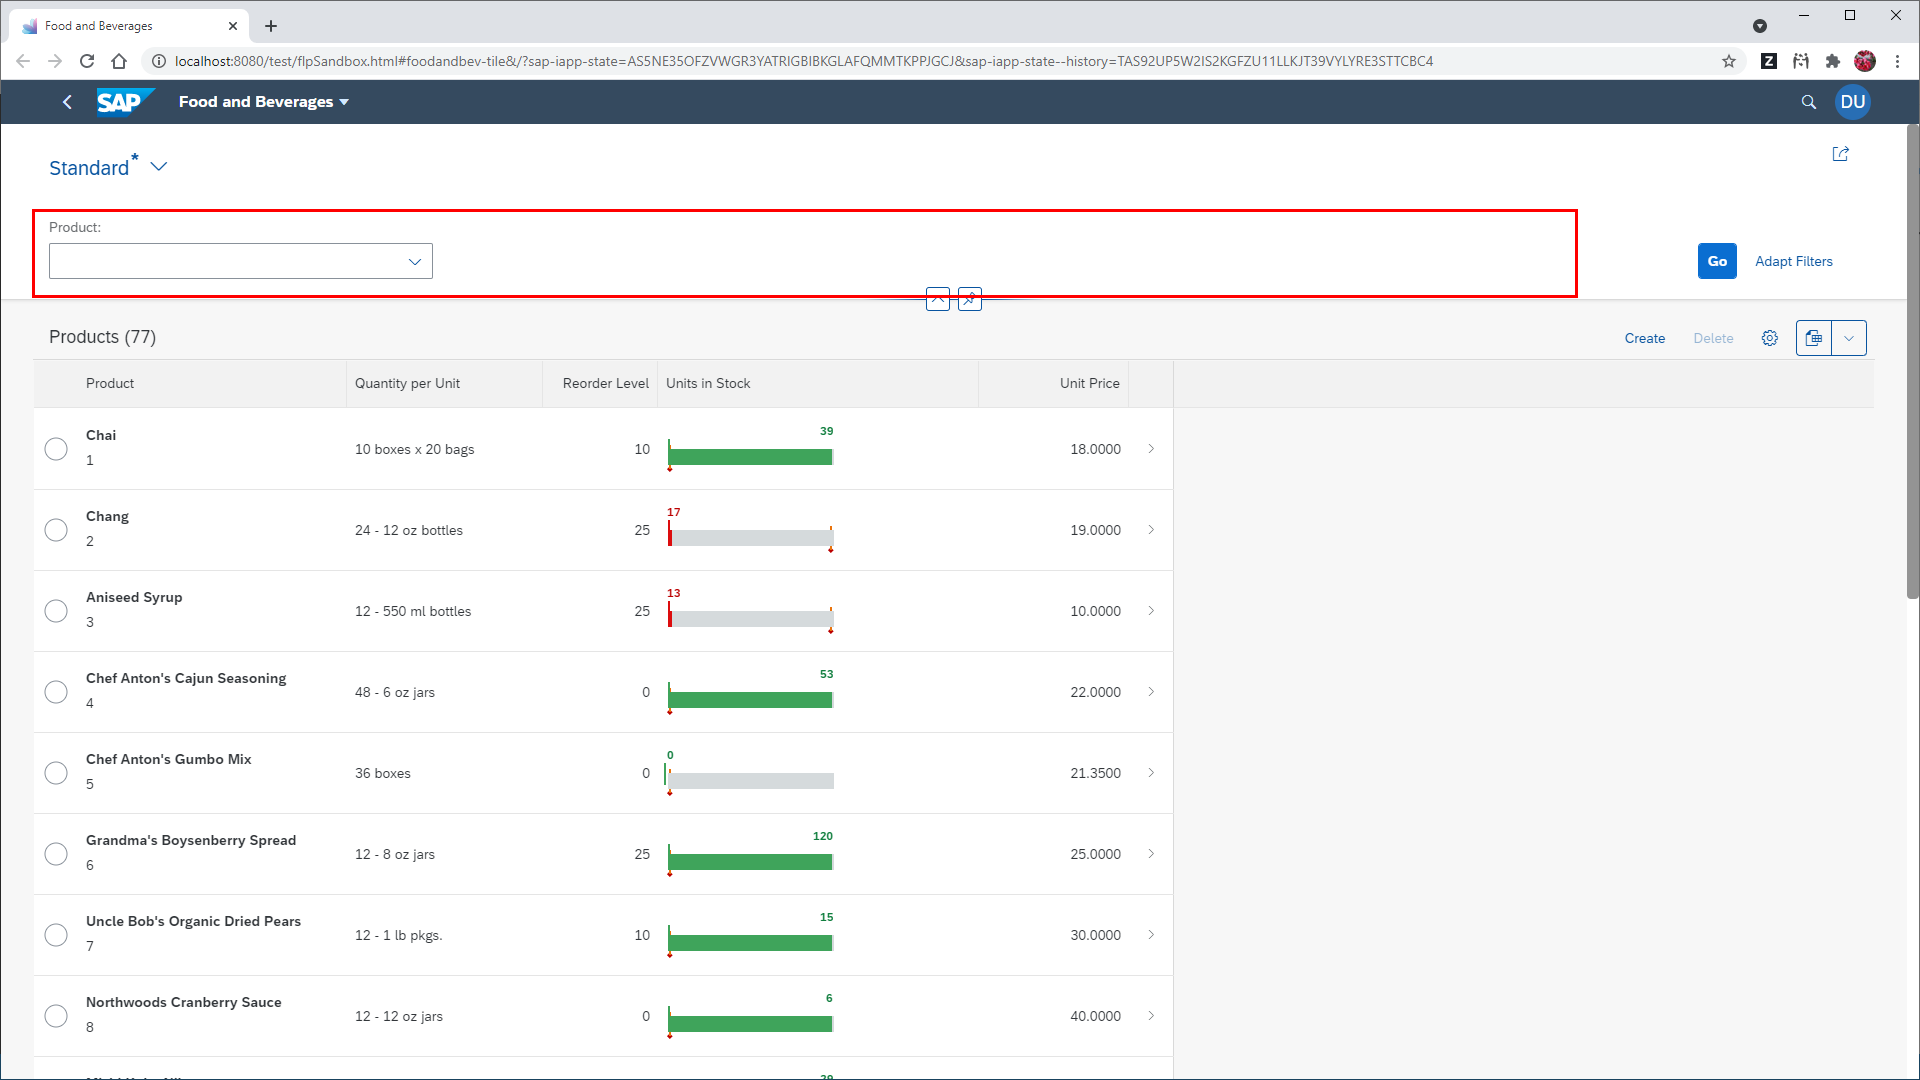 Food and Beverages
localhost:8080/test/flpSandbox.html#foodandbev-tile&/?sap-iapp-state=AS5NE35OFZVWGR3YATRIGBIBKGLAFQMMTKPPJGCJ&sap-iapp-state--history=TAS92UP5W2IS2KGFZU11LLKJT39VYLYRE3STTCBC4
Z
SAP Food and Beverages DU
Standard*
Product:
Go Adapt Filters
Products (77) Create Delete
Product Quantity per Unit Reorder Level Units in Stock Unit Price
Chai
1
10 boxes x 20 bags 10 39 18.0000
Chang
2
24 - 12 oz bottles 25 17 19.0000
Aniseed Syrup
3
12 - 550 ml bottles 25 13 10.0000
Chef Anton's Cajun Seasoning
4
48 - 6 oz jars 0 53 22.0000
Chef Anton's Gumbo Mix
5
36 boxes 0 0 21.3500
Grandma's Boysenberry Spread
6
12 - 8 oz jars 25 120 25.0000
Uncle Bob's Organic Dried Pears
7
12 - 1 lb pkgs. 10 15 30.0000
Northwoods Cranberry Sauce
8
12 - 12 oz jars 0 6 40.0000